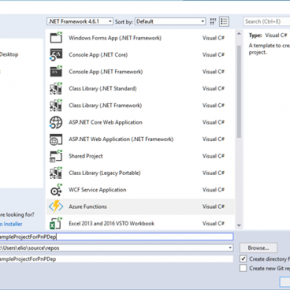 .NET Framework 4.6.1 Sort by: Default Search (Ctrl+E)
Windows Forms App (.NET Framework) Visual C# Type: Visual C#
Desktop Console App (.NET Core) Visual C# A template to create
Console App (.NET Framework) Visual C# project.
Class Library (.NET Standard) Visual C#
Class Library (.NET Framework) Visual C#
ASP.NET Core Web Application Visual C#
ASP.NET Web Application (.NET Framework) Visual C#
Shared Project Visual C#
Class Library (Legacy Portable) Visual C#
WCF Service Application Visual C#
Azure Functions Visual C#
are looking for?
Installer Excel 2013 and 2016 VSTO Workbook Visual C#
ampleProjectForPnPDep
\Users\elio\source\repos Browse...
ampleProjectForPnPDep Create directory f
Create new Git rep